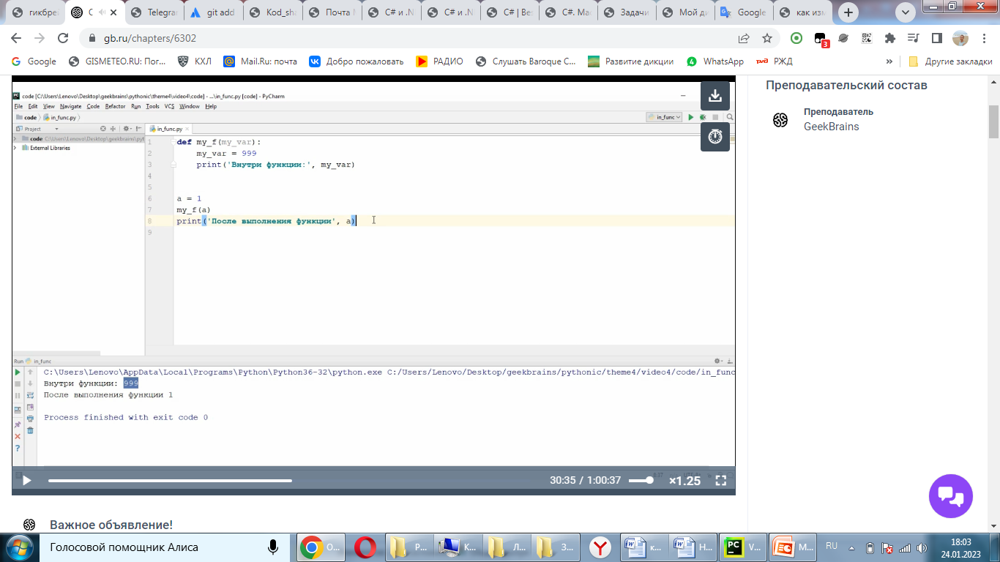 гикбре
С
Telegrar
git add
Kod_sha
Почта М
C# и .N
C# и .N
C# | Ве
C#. Ма
Задачи
Мой ди
Google
как изм
gb.ru/chapters/6302
3
Google
GISMETEO.RU: Пог...
КХЛ
Mail.Ru: почта
Добро пожаловать
РАДИО
Слушать Baroque C...
Развитие дикции
WhatsApp
РЖД
»
Другие закладки
code [C:\Users\Lenovo\Desktop\geekbrains\pythonic\theme4\video4\code] - ...\in_func.py [code] - PyCharm
File Edit View Navigate Code Refactor Run Tools VCS Window Help
code in_func.py
in_func
Project
in_func.py
code C:\Users\Lenovo\Desktop\geekbrains\pyt
External Libraries
1 def my_f(my_var):
2 my_var = 999
3 print('Внутри функции:', my_var)
4
5
6 a = 1
7 my_f(a)
8 print('После выполнения функции', a)
9
Run in_func
C:\Users\Lenovo\AppData\Local\Programs\Python\Python36-32\python.exe C:/Users/Lenovo/Desktop/geekbrains/pythonic/theme4/video4/code/in_func
Внутри функции: 999
После выполнения функции 1
Process finished with exit code 0
30:35 / 1:00:37
×1.25
Преподавательский состав
Преподаватель
GeekBrains
Важное объявление!
Голосовой помощник Алиса
О...
Р...
К...
Л...
З...
к...
Н...
V...
М...
RU
18:03
24.01.2023